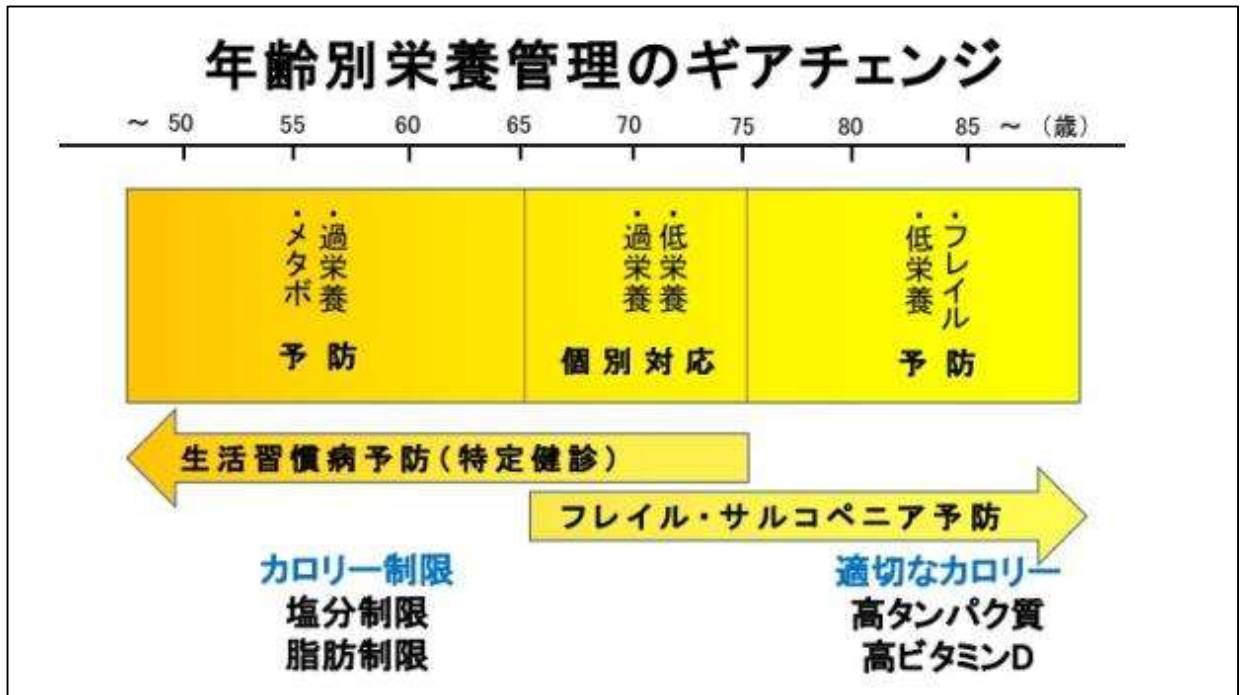 年齢別栄養管理のギアチェンジ
～ 50 55 60 65 70 75 80 85 ～ (歳)
・過栄養
・メタボ
予防
・低栄養
・過栄養
個別対応
・フレイル
・低栄養
予防
生活習慣病予防(特定健診)
フレイル・サルコペニア予防
カロリー制限
塩分制限
脂肪制限
適切なカロリー
高タンパク質
高ビタミンD